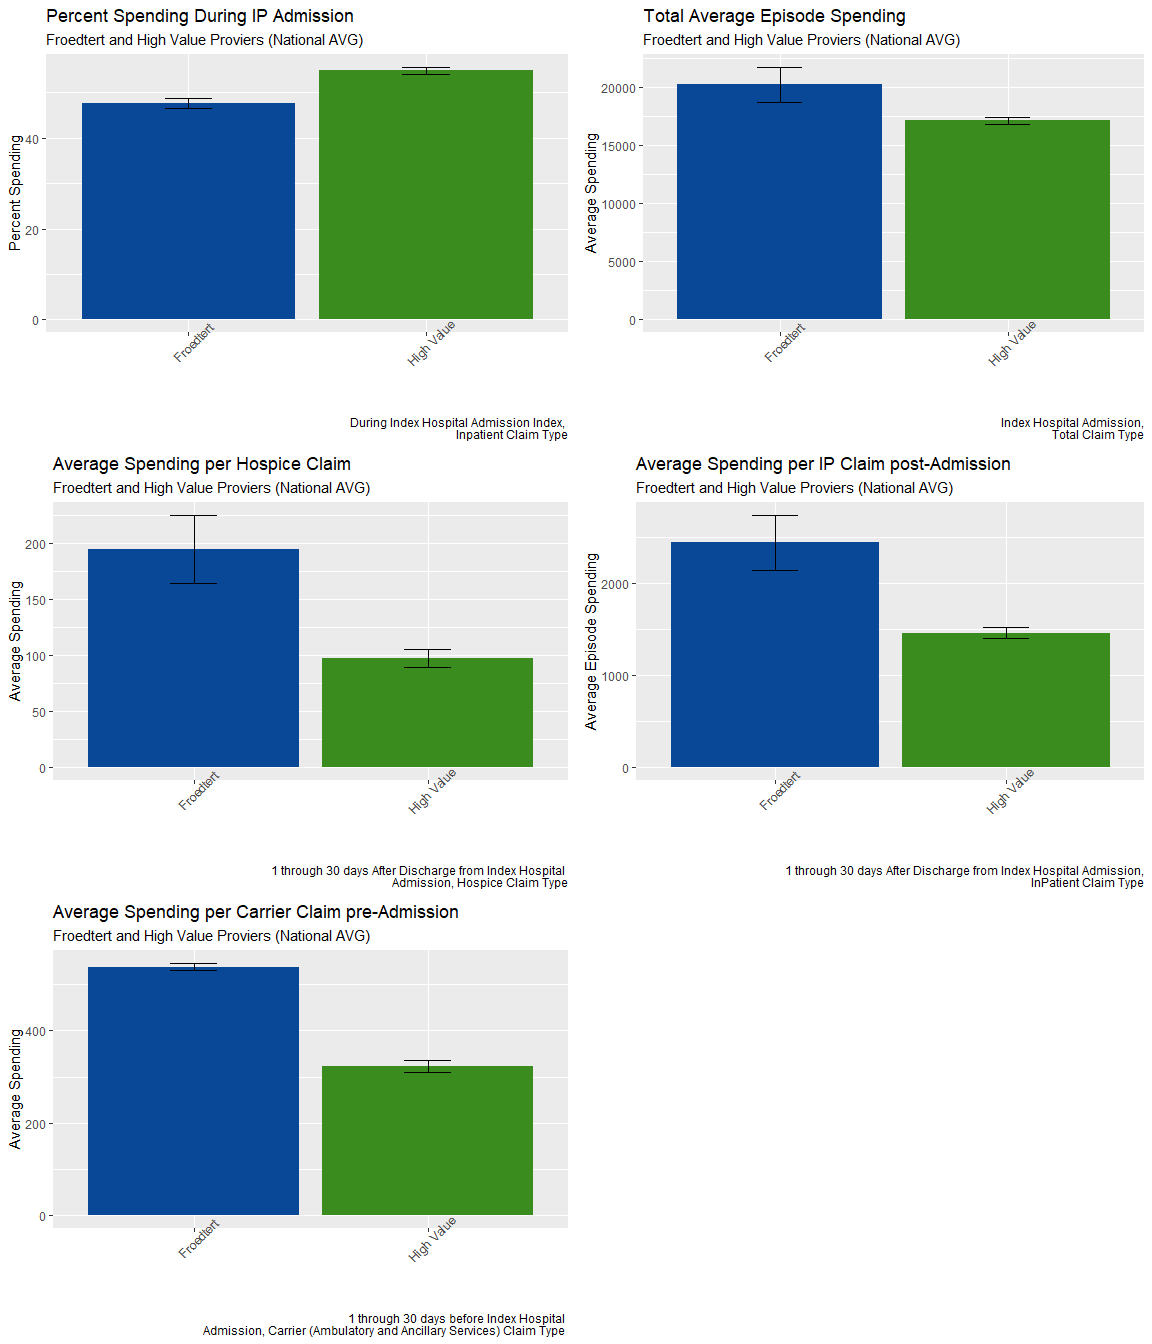 Percent Spending During IP Admission
Froedtert and High Value Proviers (National AVG)
Percent Spending
40
20
0
Froedtert
High Value
During Index Hospital Admission Index,
Inpatient Claim Type
Total Average Episode Spending
Froedtert and High Value Proviers (National AVG)
Average Spending
20000
15000
10000
5000
0
Froedtert
High Value
Index Hospital Admission,
Total Claim Type
Average Spending per Hospice Claim
Froedtert and High Value Proviers (National AVG)
Average Spending
200
150
100
50
0
Froedtert
High Value
1 through 30 days After Discharge from Index Hospital
Admission, Hospice Claim Type
Average Spending per IP Claim post-Admission
Froedtert and High Value Proviers (National AVG)
Average Episode Spending
2000
1000
0
Froedtert
High Value
1 through 30 days After Discharge from Index Hospital Admission,
InPatient Claim Type
Average Spending per Carrier Claim pre-Admission
Froedtert and High Value Proviers (National AVG)
Average Spending
400
200
0
Froedtert
High Value
1 through 30 days before Index Hospital
Admission, Carrier (Ambulatory and Ancillary Services) Claim Type